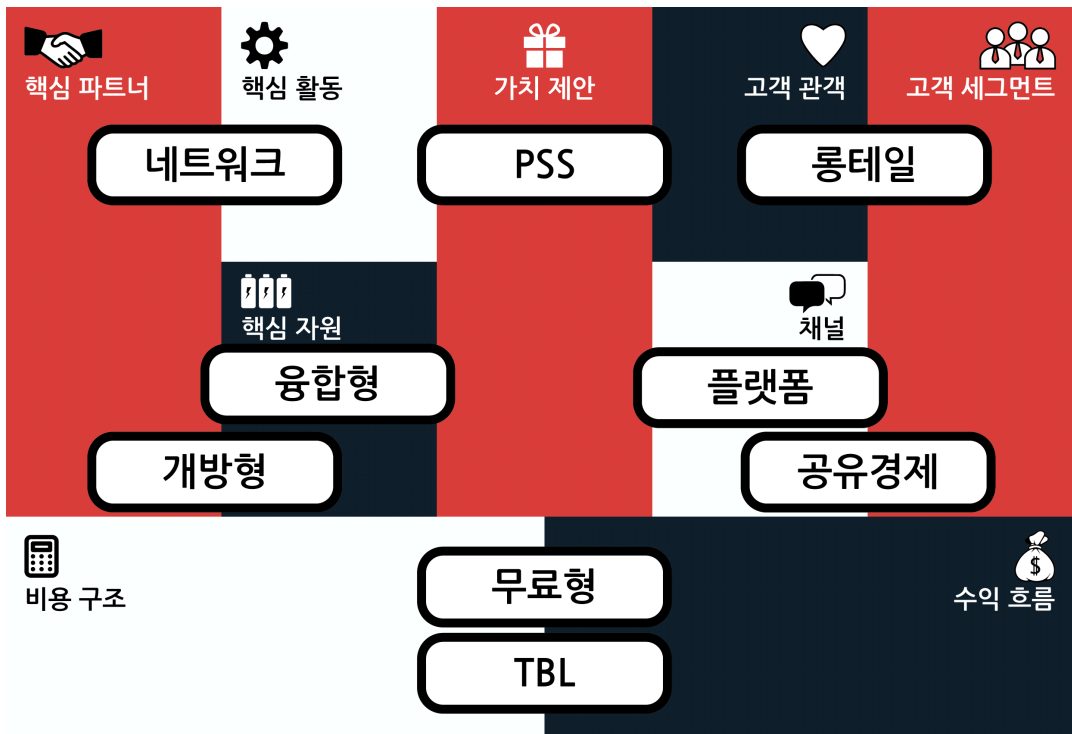 핵심 파트너
핵심 활동
가치 제안
고객 관객
고객 세그먼트
네트워크
PSS
롱테일
핵심 자원
채널
융합형
플랫폼
개방형
공유경제
비용 구조
무료형
수익 흐름
$
TBL